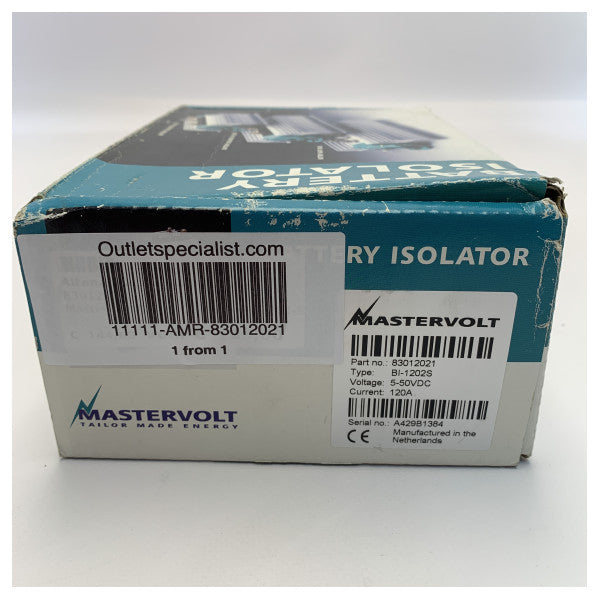 BATTERY
ISOLATOR
TTERY ISOLATOR
Outletspecialist.com
11111-AMR-83012021
1 from 1
MASTERVOLT
Part no.: 83012021
Type: BI-1202S
Voltage: 5-50VDC
Current: 120A
Serial no.: A429B1384
CE Manufactured in the
Netherlands
MASTERVOLT
TAILOR MADE ENERGY